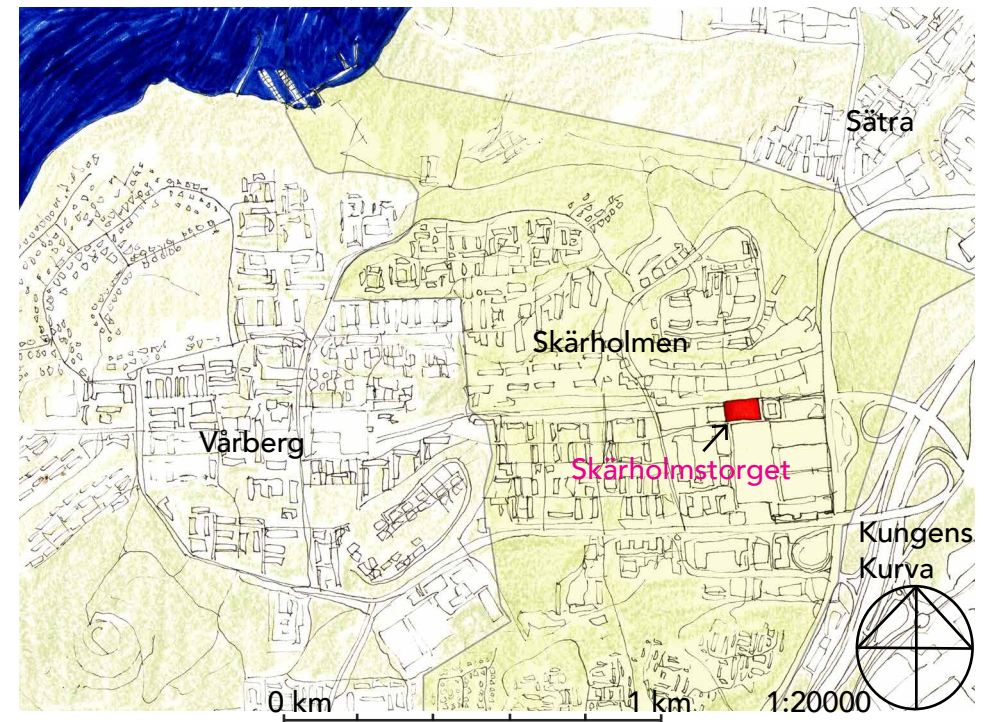 Sätra
Skärholmen
Vårberg
Skärholmstorget
Kungens
Kurva
0 km
1 km
1:20000